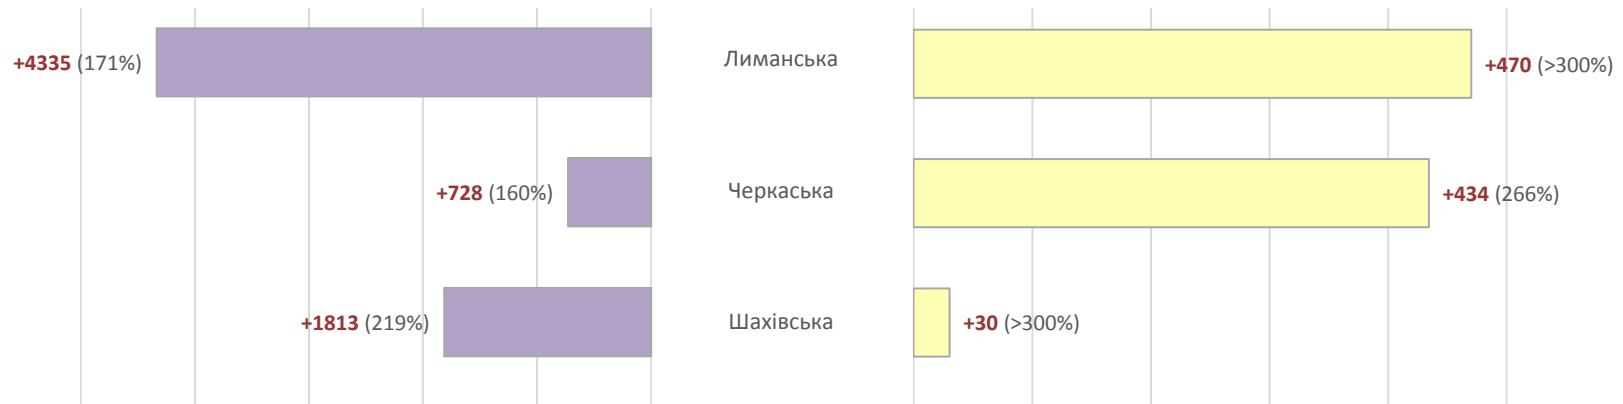 +4335 (171%) Лиманська +470 (>300%)
+728 (160%) Черкаська +434 (266%)
+1813 (219%) Шахівська +30 (>300%)